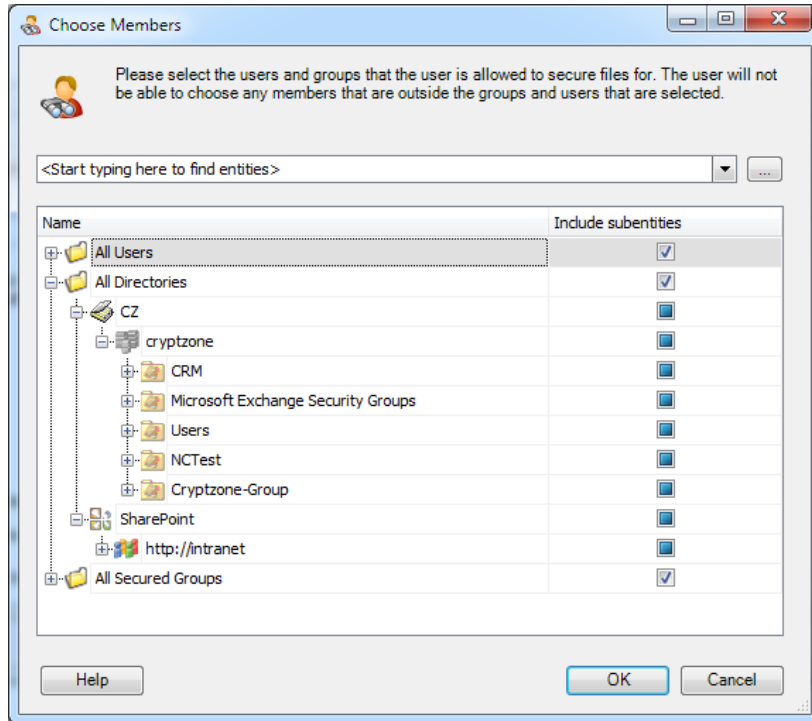 Choose Members
Please select the users and groups that the user is allowed to secure files for. The user will not
be able to choose any members that are outside the groups and users that are selected.
<Start typing here to find entities>
...
Name Include subentities
All Users
All Directories
CZ
cryptzone
CRM
Microsoft Exchange Security Groups
Users
NCTest
Cryptzone-Group
SharePoint
http://intranet
All Secured Groups
Help OK Cancel